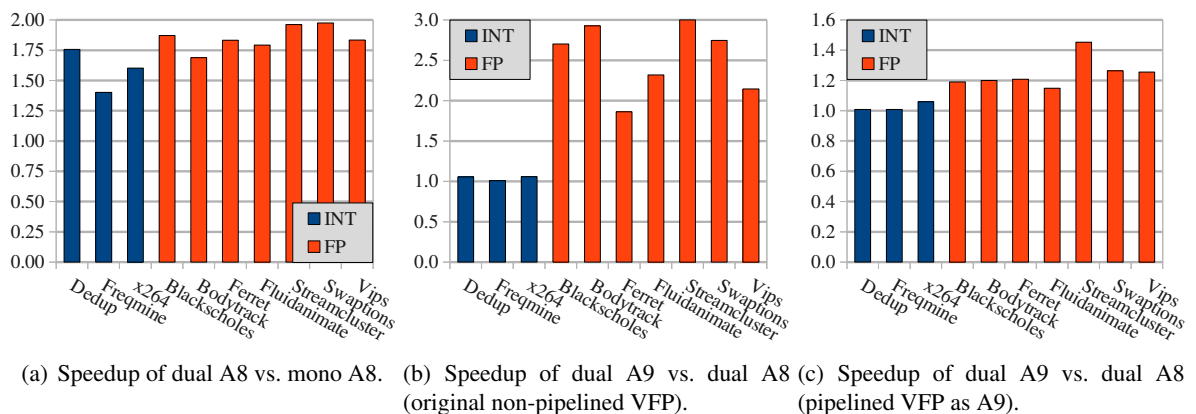 2.00
1.75
1.50
1.25
1.00
0.75
0.50
0.25
0.00
INT
FP
Dedup
Freqmine
x264
Blackscholes
Bodytrack
Ferret
Fluidanimate
Streamcluster
Swaptions
Vips
(a) Speedup of dual A8 vs. mono A8.
3.0
2.5
2.0
1.5
1.0
0.5
0.0
INT
FP
Dedup
Freqmine
x264
Blackscholes
Bodytrack
Ferret
Fluidanimate
Streamcluster
Swaptions
Vips
(b) Speedup of dual A9 vs. dual A8
(original non-pipelined VFP).
1.6
1.4
1.2
1.0
0.8
0.6
0.4
0.2
0.0
INT
FP
Dedup
Freqmine
x264
Blackscholes
Bodytrack
Ferret
Fluidanimate
Streamcluster
Swaptions
Vips
(c) Speedup of dual A9 vs. dual A8
(pipelined VFP as A9).